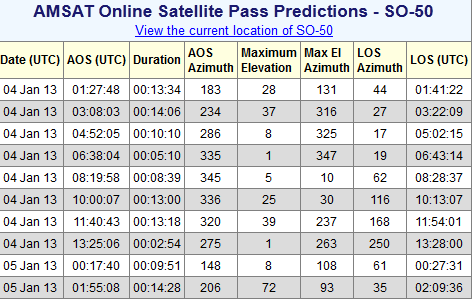 AMSAT Online Satellite Pass Predictions - SO-50
View the current location of SO-50
Date (UTC) AOS (UTC) Duration AOS Azimuth Maximum Elevation Max El Azimuth LOS Azimuth LOS (UTC)
04 Jan 13 01:27:48 00:13:34 183 28 131 44 01:41:22
04 Jan 13 03:08:03 00:14:06 234 37 316 27 03:22:09
04 Jan 13 04:52:05 00:10:10 286 8 325 17 05:02:15
04 Jan 13 06:38:04 00:05:10 335 1 347 19 06:43:14
04 Jan 13 08:19:58 00:08:39 345 5 10 62 08:28:37
04 Jan 13 10:00:07 00:13:00 336 25 30 116 10:13:07
04 Jan 13 11:40:43 00:13:18 320 39 237 168 11:54:01
04 Jan 13 13:25:06 00:02:54 275 1 263 250 13:28:00
05 Jan 13 00:17:40 00:09:51 148 8 108 61 00:27:31
05 Jan 13 01:55:08 00:14:28 206 72 93 35 02:09:36